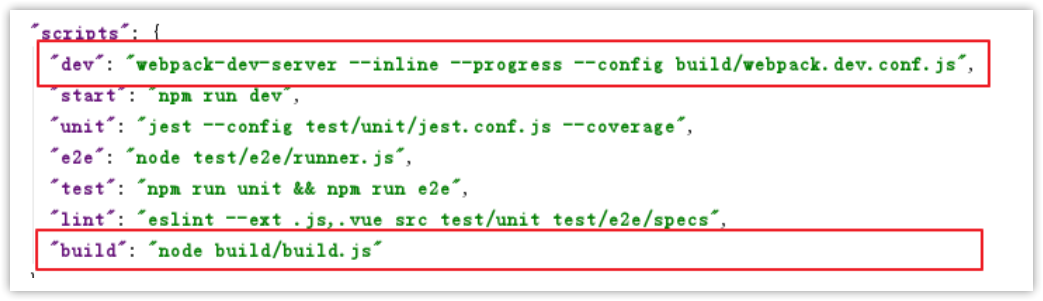 "scripts": {
"dev": "webpack-dev-server --inline --progress --config build/webpack.dev.conf.js",
"start": "npm run dev",
"unit": "jest --config test/unit/jest.conf.js --coverage",
"e2e": "node test/e2e/runner.js",
"test": "npm run unit && npm run e2e",
"lint": "eslint --ext .js,.vue src test/unit test/e2e/specs",
"build": "node build/build.js"